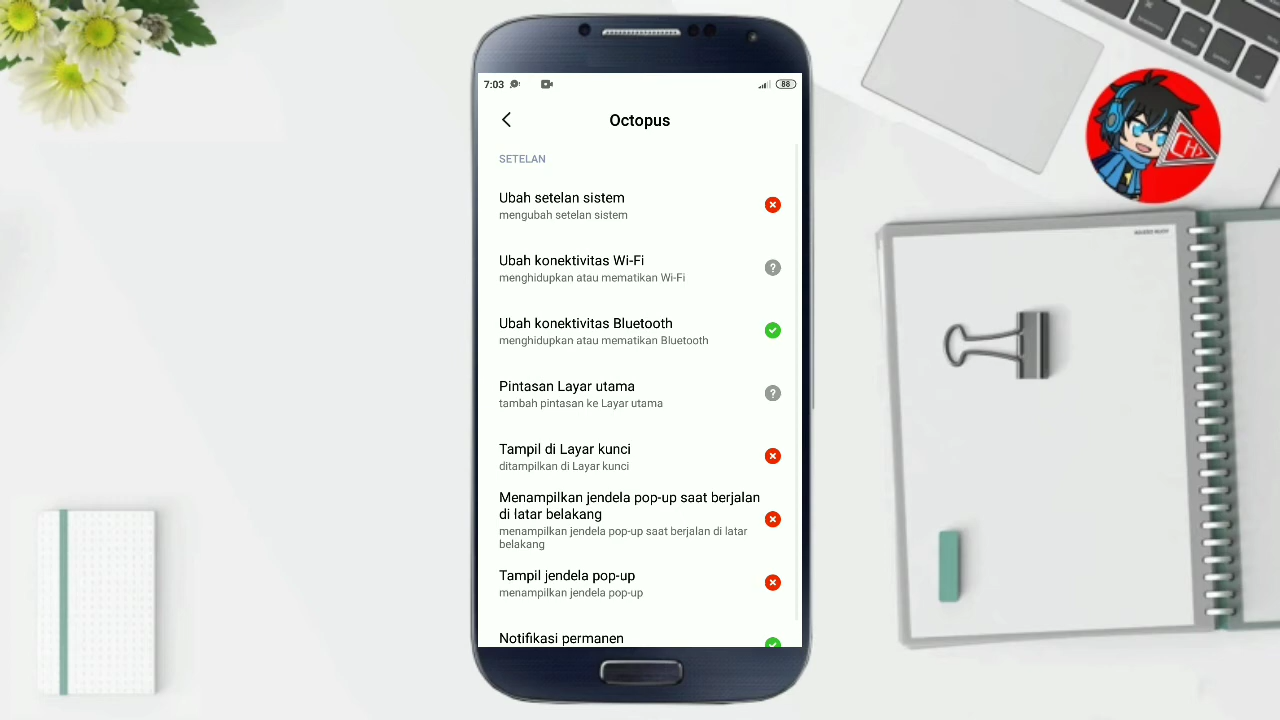 7:03
88
Octopus
SETELAN
Ubah setelan sistem
mengubah setelan sistem
Ubah konektivitas Wi-Fi
menghidupkan atau mematikan Wi-Fi
Ubah konektivitas Bluetooth
menghidupkan atau mematikan Bluetooth
Pintasan Layar utama
tambah pintasan ke Layar utama
Tampil di Layar kunci
ditampilkan di Layar kunci
Menampilkan jendela pop-up saat berjalan
di latar belakang
menampilkan jendela pop-up saat berjalan di latar
belakang
Tampil jendela pop-up
menampilkan jendela pop-up
Notifikasi permanen